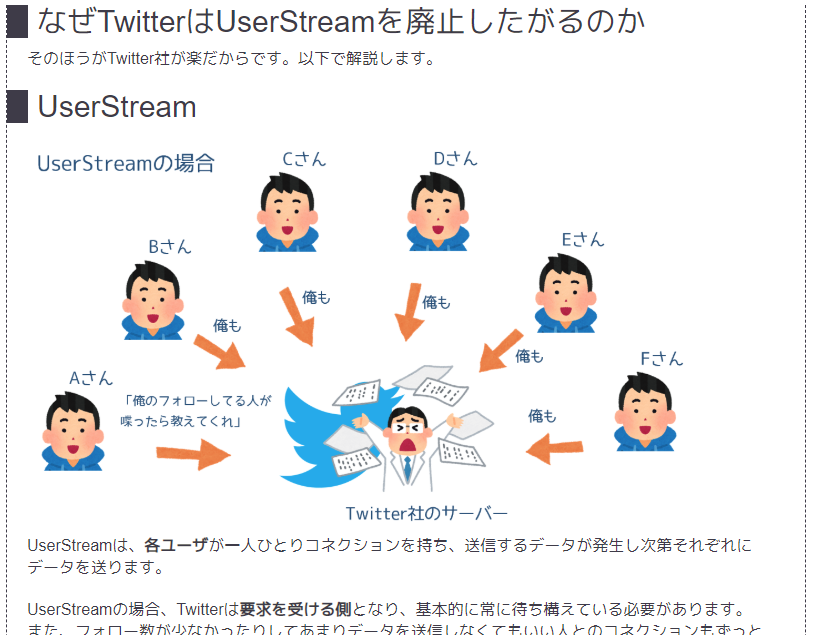 なぜTwitterはUserStreamを廃止したがるのか
そのほうがTwitter社が楽だからです。以下で解説します。
UserStream
UserStreamの場合
Cさん
Dさん
Bさん
Eさん
俺も
俺も
俺も
俺も
Aさん
Fさん
「俺のフォローしてる人が
喋ったら教えてくれ」
俺も
Twitter社のサーバー
UserStreamは、各ユーザが一人ひとりコネクションを持ち、送信するデータが発生し次第それぞれに
データを送ります。
UserStreamの場合、Twitterは要求を受ける側となり、基本的に常に待ち構えている必要があります。
また、フォロー数が少なかったりしてあまりデータを送信しなくてもいい人とのコネクションもずっと